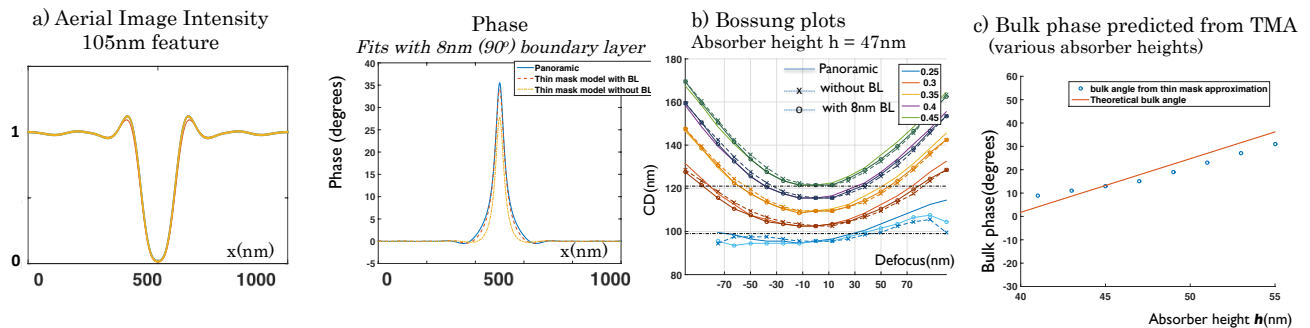 a) Aerial Image Intensity
105nm feature
1
0
x(nm)
0
500
1000
Phase
Fits with 8nm (90º) boundary layer
Panoramic
Thin mask model with BL
Thin mask model without BL
Phase (degrees)
40
35
30
25
20
15
10
5
0
-5
x(nm)
0
500
1000
b) Bossung plots
Absorber height h = 47nm
Panoramic
without BL
with 8nm BL
0.25
0.3
0.35
0.4
0.45
CD(nm)
180
160
140
120
100
80
Defocus(nm)
-70 -50 -30 -10 10 30 50 70
c) Bulk phase predicted from TMA
(various absorber heights)
bulk angle from thin mask approximation
Theoretical bulk angle
Bulk phase(degrees)
60
50
40
30
20
10
0
-10
-20
-30
40 45 50 55
Absorber height h(nm)